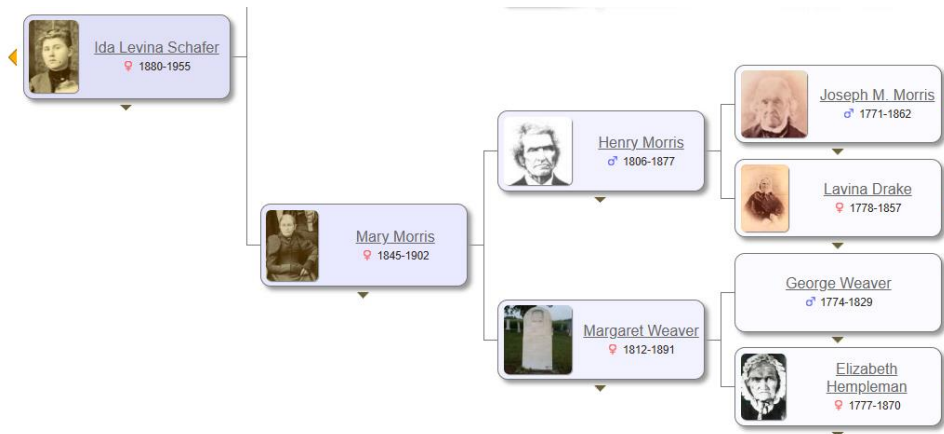 Ida Levina Schafer
♀ 1880-1955
Mary Morris
♀ 1845-1902
Henry Morris
♂ 1806-1877
Margaret Weaver
♀ 1812-1891
Joseph M. Morris
♂ 1771-1862
Lavina Drake
♀ 1778-1857
George Weaver
♂ 1774-1829
Elizabeth
Hempleman
♀ 1777-1870